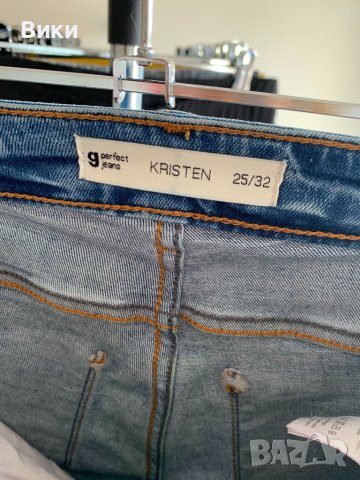 Вики
g perfect jeans
KRISTEN 25/32
BAZAR